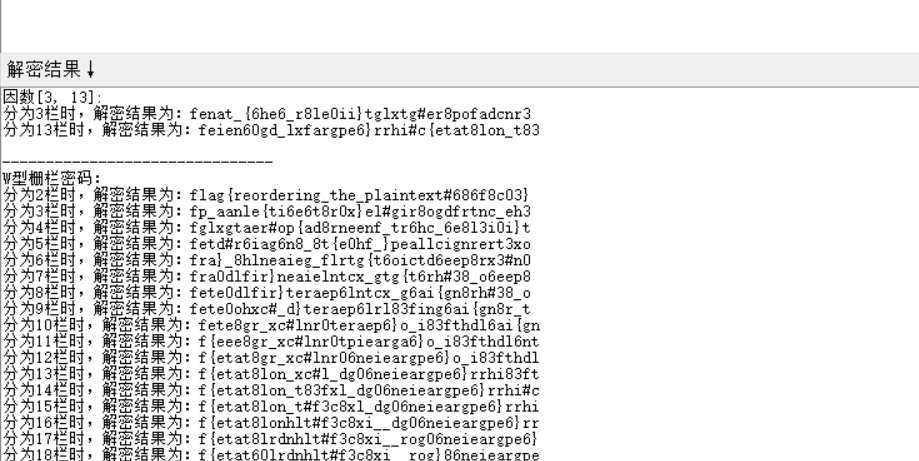 解密结果↓
因数[3, 13]:
分为3栏时，解密结果为：fenat_{6he6_r8le0ii}tglxtg#er8pofadcnr3
分为13栏时，解密结果为：feien60gd_lxfargpe6}rrhi#c{etat8lon_t83
-------------------------------
W型栅栏密码：
分为2栏时，解密结果为：flag{reordering_the_plaintext#686f8c03}
分为3栏时，解密结果为：fp_aanle{ti6e6t8r0x}el#gir8ogdfrtnc_eh3
分为4栏时，解密结果为：fglxgtaer#op{ad8rneenf_tr6hc_6e8l3i0i}t
分为5栏时，解密结果为：fetd#r6iag6n8_8t{e0hf_}peallcignrert3xo
分为6栏时，解密结果为：fra}_8hlneaieg_flrtg{t6oictd6eep8rx3#n0
分为7栏时，解密结果为：fra0dlfir}neaielntcx_gtg{t6rh#38_o6eep8
分为8栏时，解密结果为：fete0dlfir}teraep6lntcx_g6ai{gn8rh#38_o
分为9栏时，解密结果为：fete0ohxc#_d}teraep6lrl83fing6ai{gn8r_t
分为10栏时，解密结果为：fete8gr_xc#lnr0teraep6}o_i83fthdl6ai{gn
分为11栏时，解密结果为：f{eee8gr_xc#lnr0tpiearga6}o_i83fthdl6nt
分为12栏时，解密结果为：f{etat8gr_xc#lnr06neieargpe6}o_i83fthdl
分为13栏时，解密结果为：f{etat8lon_xc#l_dg06neieargpe6}rrhi83ft
分为14栏时，解密结果为：f{etat8lon_t83fxl_dg06neieargpe6}rrhi#c
分为15栏时，解密结果为：f{etat8lon_t#f3c8xl_dg06neieargpe6}rrhi
分为16栏时，解密结果为：f{etat8lonhlt#f3c8xi__dg06neieargpe6}rr
分为17栏时，解密结果为：f{etat8lrdnhlt#f3c8xi__rog06neieargpe6}
分为18栏时，解密结果为：f{etat60lrdnhlt#f3c8xi__rog}86neieargpe